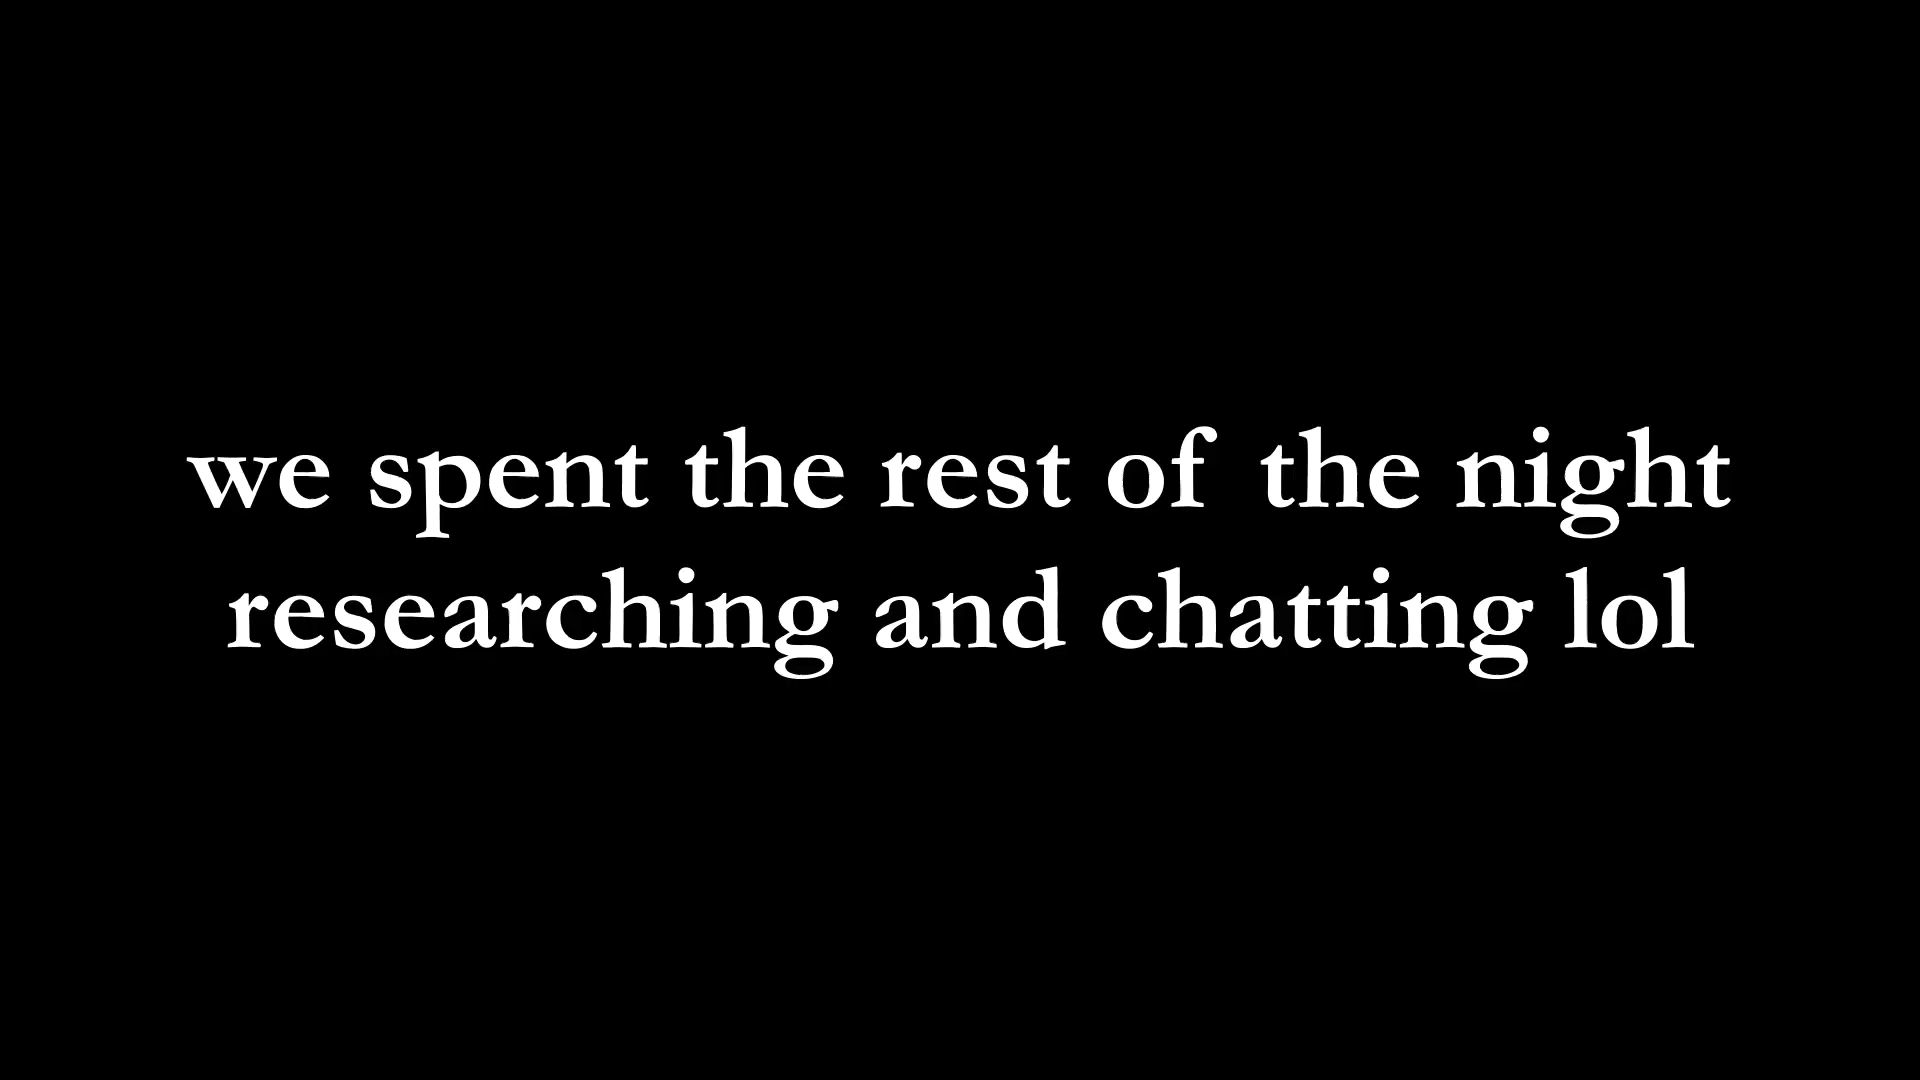 we spent the rest of the night
researching and chatting lol